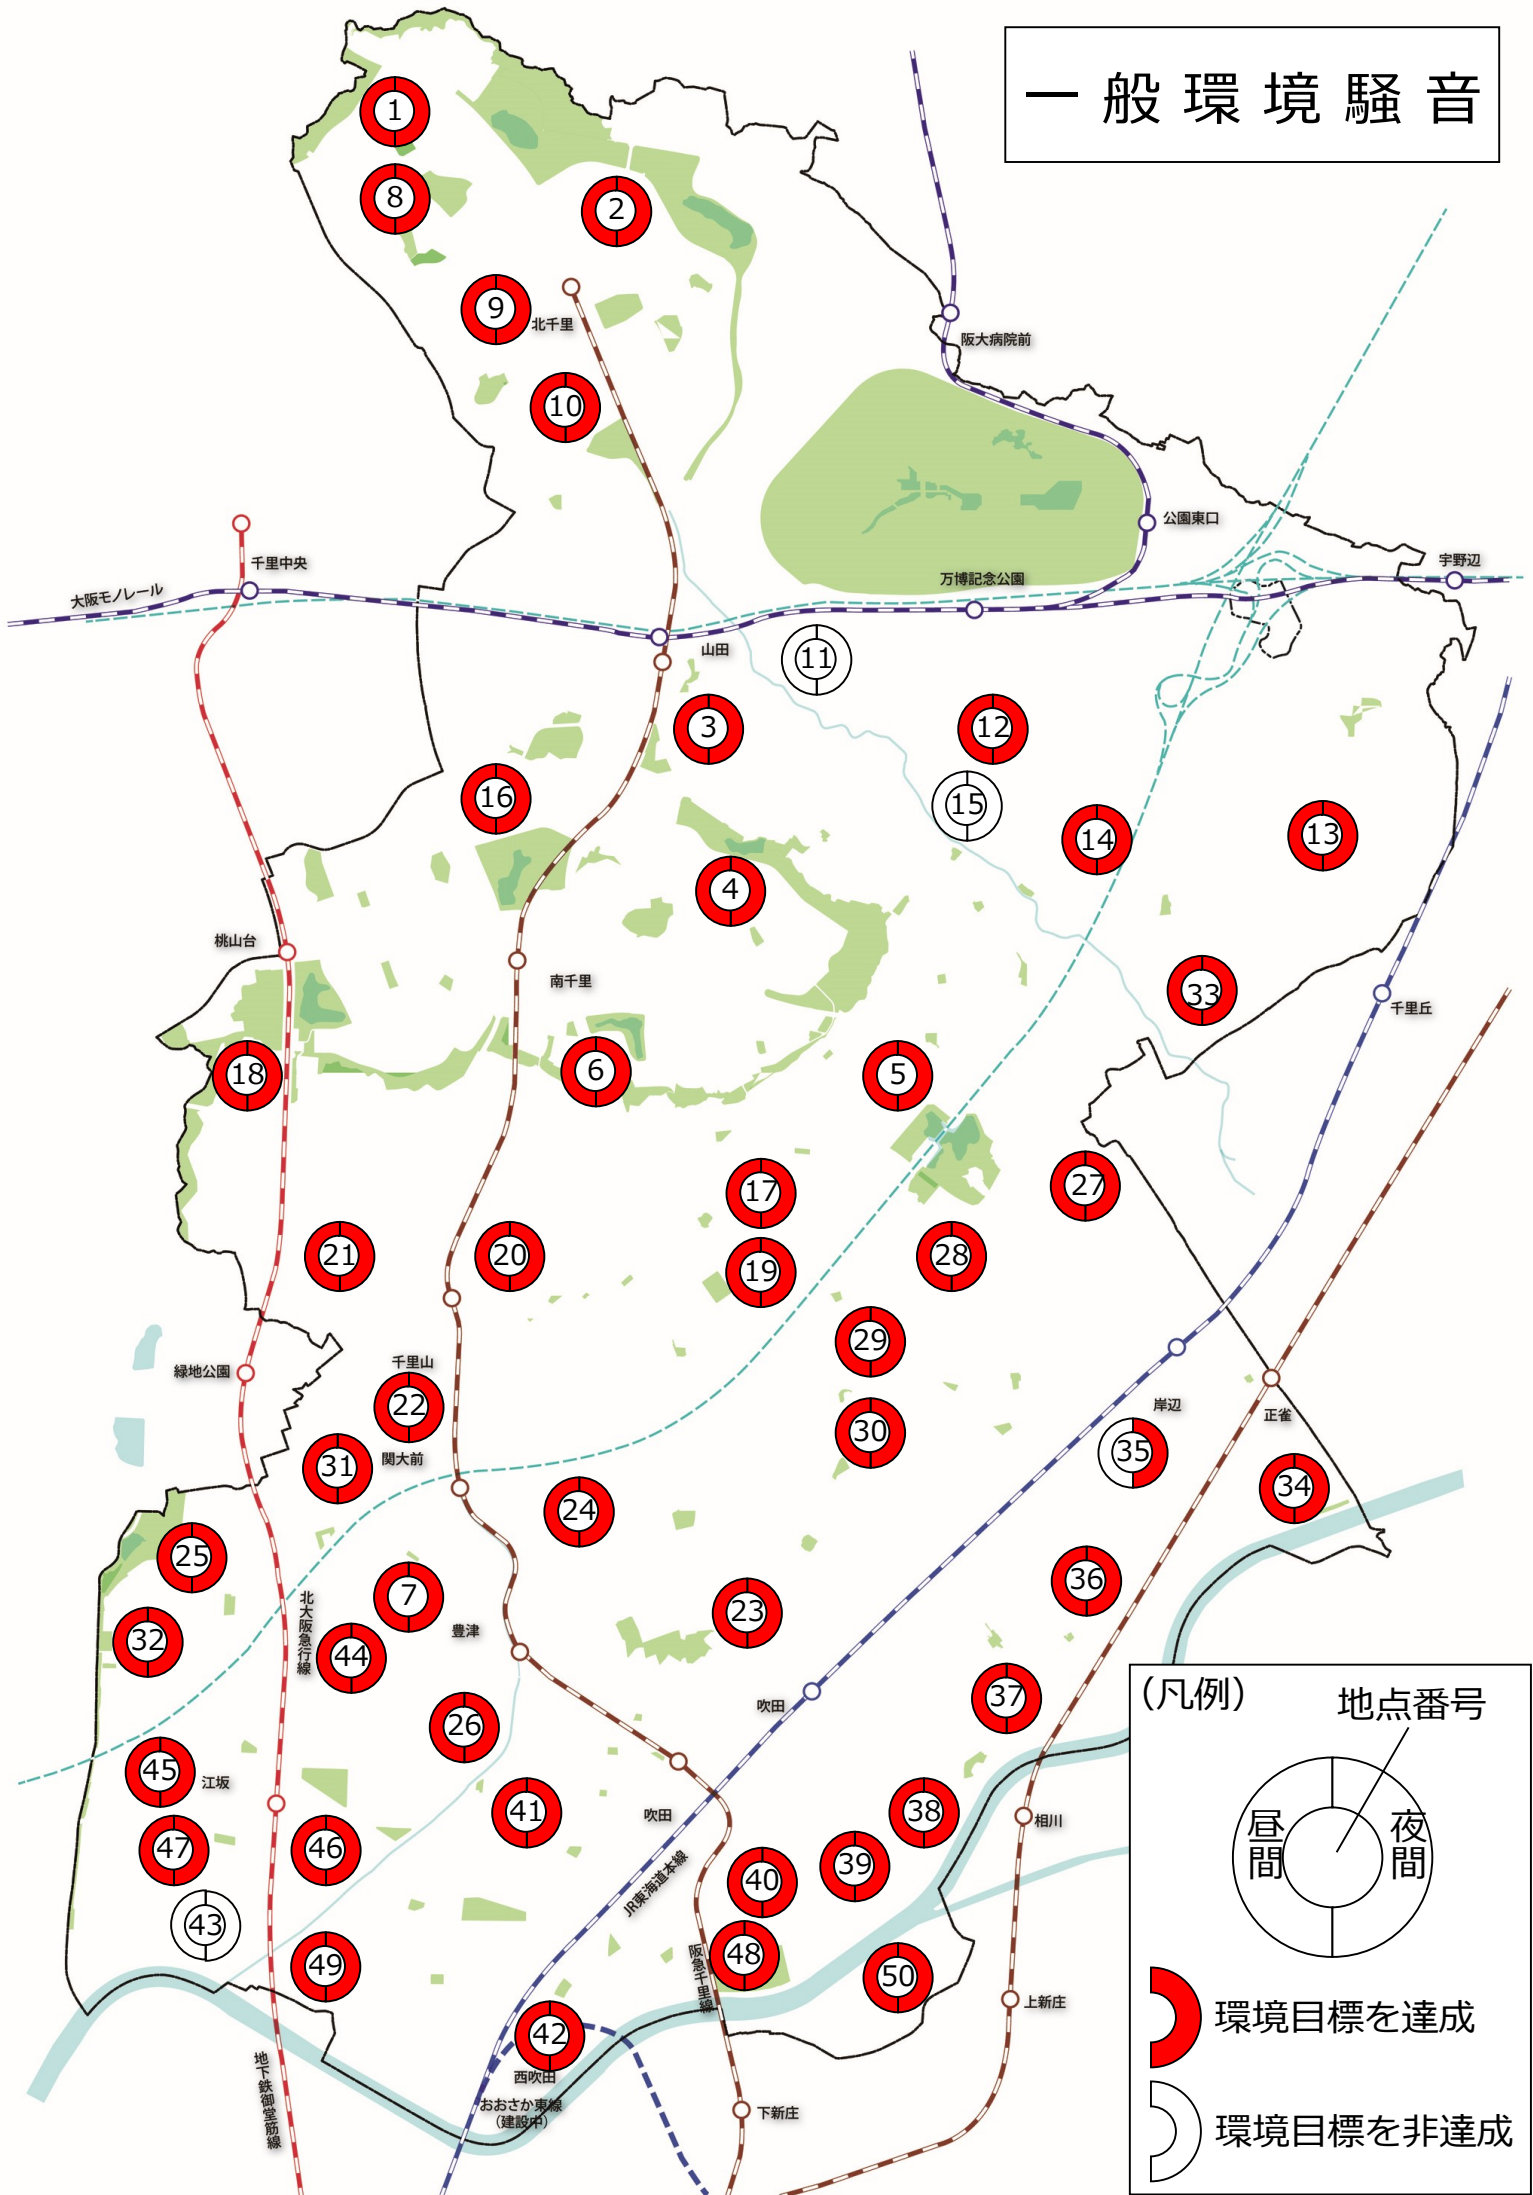 一般環境騒音
1
8
2
9
北千里
10
阪大病院前
公園東口
千里中央
大阪モノレール
万博記念公園
宇野辺
山田
11
3
12
16
15
14
13
4
桃山台
南千里
33
千里丘
18
6
5
17
27
21
20
19
28
29
緑地公園
千里山
22
30
岸辺
正雀
35
関大前
31
34
24
25
36
7
北大阪急行線
23
32
豊津
44
37
吹田
26
45
江坂
41
吹田
38
相川
47
46
39
40
JR東海道本線
43
48
阪急千里線
49
50
上新庄
42
西吹田
おおさか東線
(建設中)
下新庄
地下鉄御堂筋線
(凡例)
地点番号
昼間
夜間
環境目標を達成
環境目標を非達成